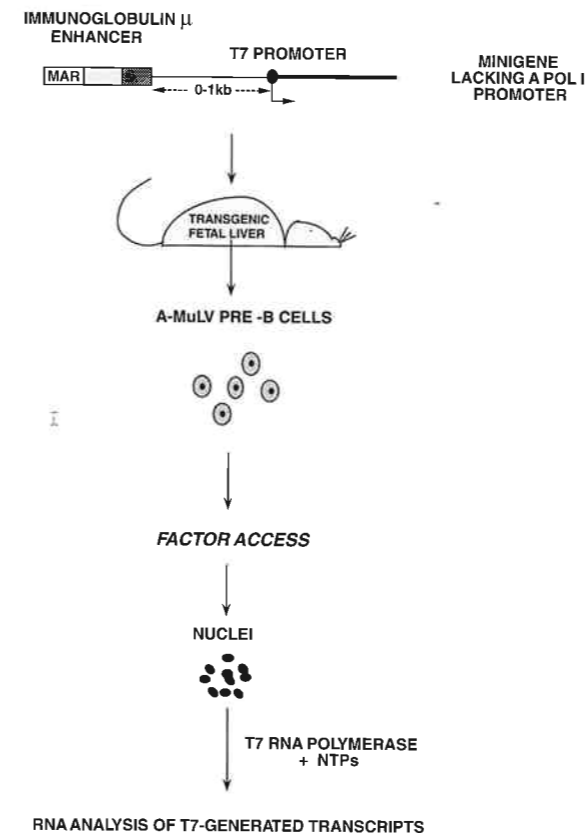 IMMUNOGLOBULIN μ
ENHANCER
T7 PROMOTER
MINIGENE
LACKING A POL I
PROMOTER
MAR
0-1kb
TRANSGENIC
FETAL LIVER
A-MuLV PRE -B CELLS
FACTOR ACCESS
NUCLEI
T7 RNA POLYMERASE
+ NTPs
RNA ANALYSIS OF T7-GENERATED TRANSCRIPTS